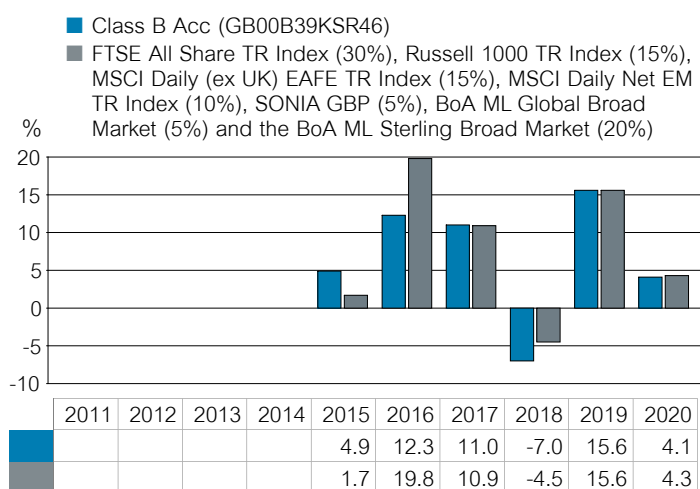 Class B Acc (GB00B39KSR46)
FTSE All Share TR Index (30%), Russell 1000 TR Index (15%),
MSCI Daily (ex UK) EAFE TR Index (15%), MSCI Daily Net EM
TR Index (10%), SONIA GBP (5%), BoA ML Global Broad
Market (5%) and the BoA ML Sterling Broad Market (20%)
%
20
15
10
5
0
-5
-10
2011 2012 2013 2014 2015 2016 2017 2018 2019 2020
4.9 12.3 11.0 -7.0 15.6 4.1
1.7 19.8 10.9 -4.5 15.6 4.3